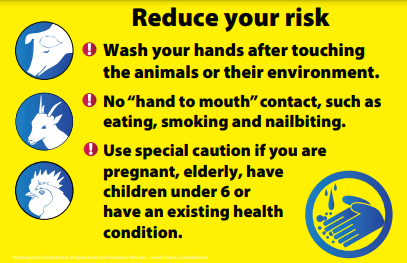 Reduce your risk
Wash your hands after touching
the animals or their environment.
No “hand to mouth” contact, such as
eating, smoking and nailbiting.
Use special caution if you are
pregnant, elderly, have
children under 6 or
have an existing health
condition.